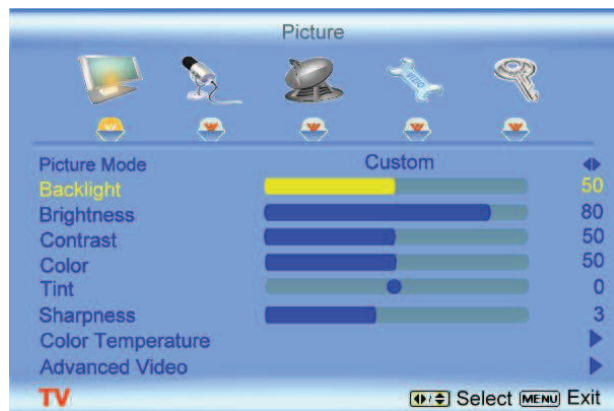 Picture
VIZIO
Picture Mode Custom
Backlight 50
Brightness 80
Contrast 50
Color 50
Tint 0
Sharpness 3
Color Temperature
Advanced Video
TV Select MENU Exit